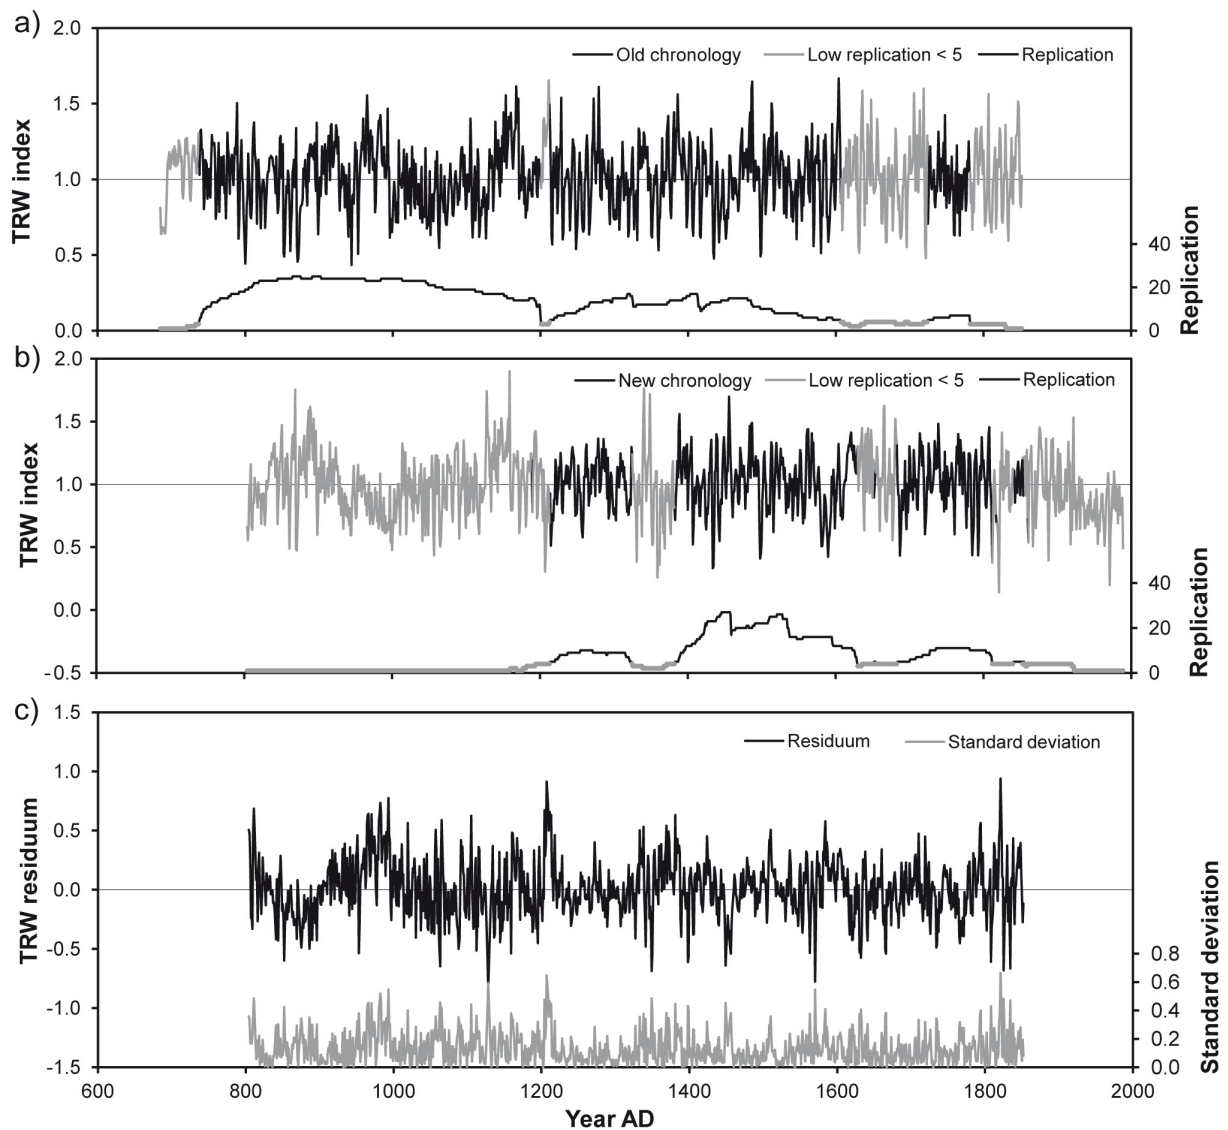 a)
2.0
Old chronology Low replication < 5 Replication
1.5
TRW index
1.0
0.5
0.0
40
20
0
Replication
b)
2.0
New chronology Low replication < 5 Replication
1.5
TRW index
1.0
0.5
0.0
-0.5
40
20
0
Replication
c)
1.5
Residuum Standard deviation
1.0
0.5
TRW residuum
0.0
-0.5
-1.0
-1.5
0.8
0.6
0.4
0.2
0.0
Standard deviation
600 800 1000 1200 1400 1600 1800 2000
Year AD